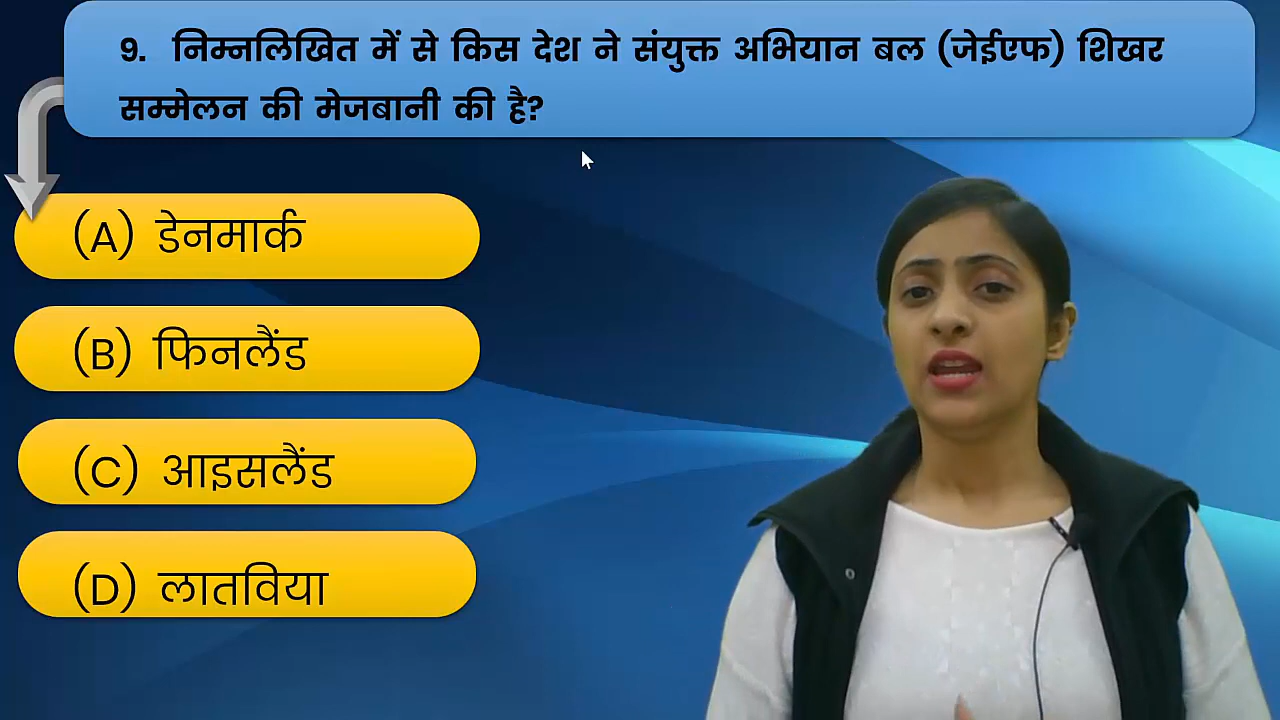 9. निम्नलिखित में से किस देश ने संयुक्त अभियान बल (जेईएफ) शिखर
सम्मेलन की मेजबानी की है?
(A) डेनमार्क
(B) फिनलैंड
(C) आइसलैंड
(D) लातविया